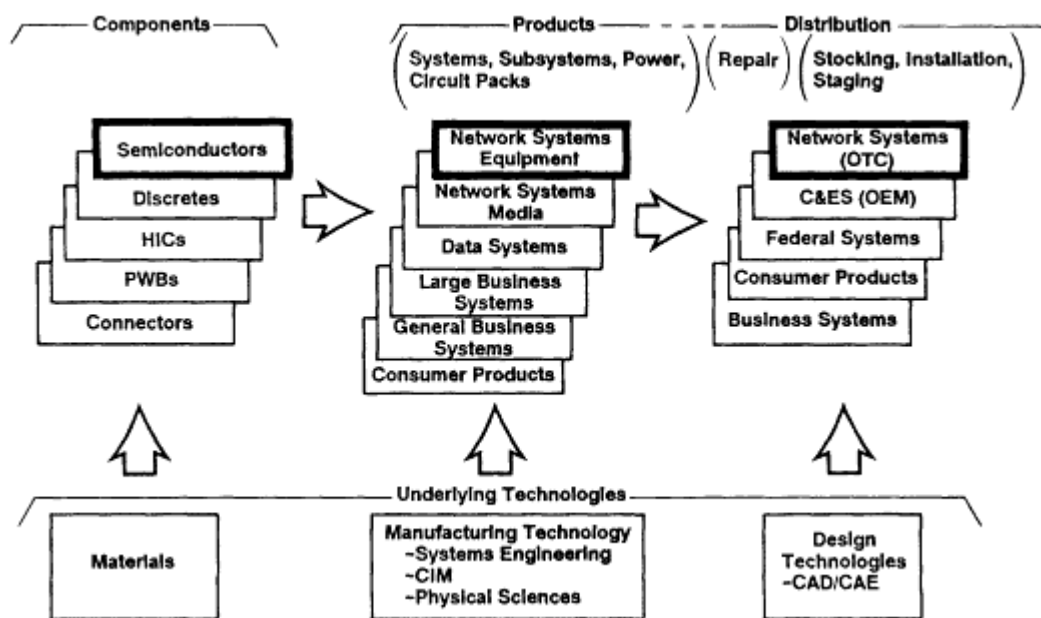 Components
Products
Distribution
Systems, Subsystems, Power,
Circuit Packs
Repair
Stocking, Installation,
Staging
Semiconductors
Discretes
HICs
PWBs
Connectors
Network Systems
Equipment
Network Systems
Media
Data Systems
Large Business
Systems
General Business
Systems
Consumer Products
Network Systems
(OTC)
C&ES (OEM)
Federal Systems
Consumer Products
Business Systems
Underlying Technologies
Materials
Manufacturing Technology
~Systems Engineering
~CIM
~Physical Sciences
Design
Technologies
~CAD/CAE